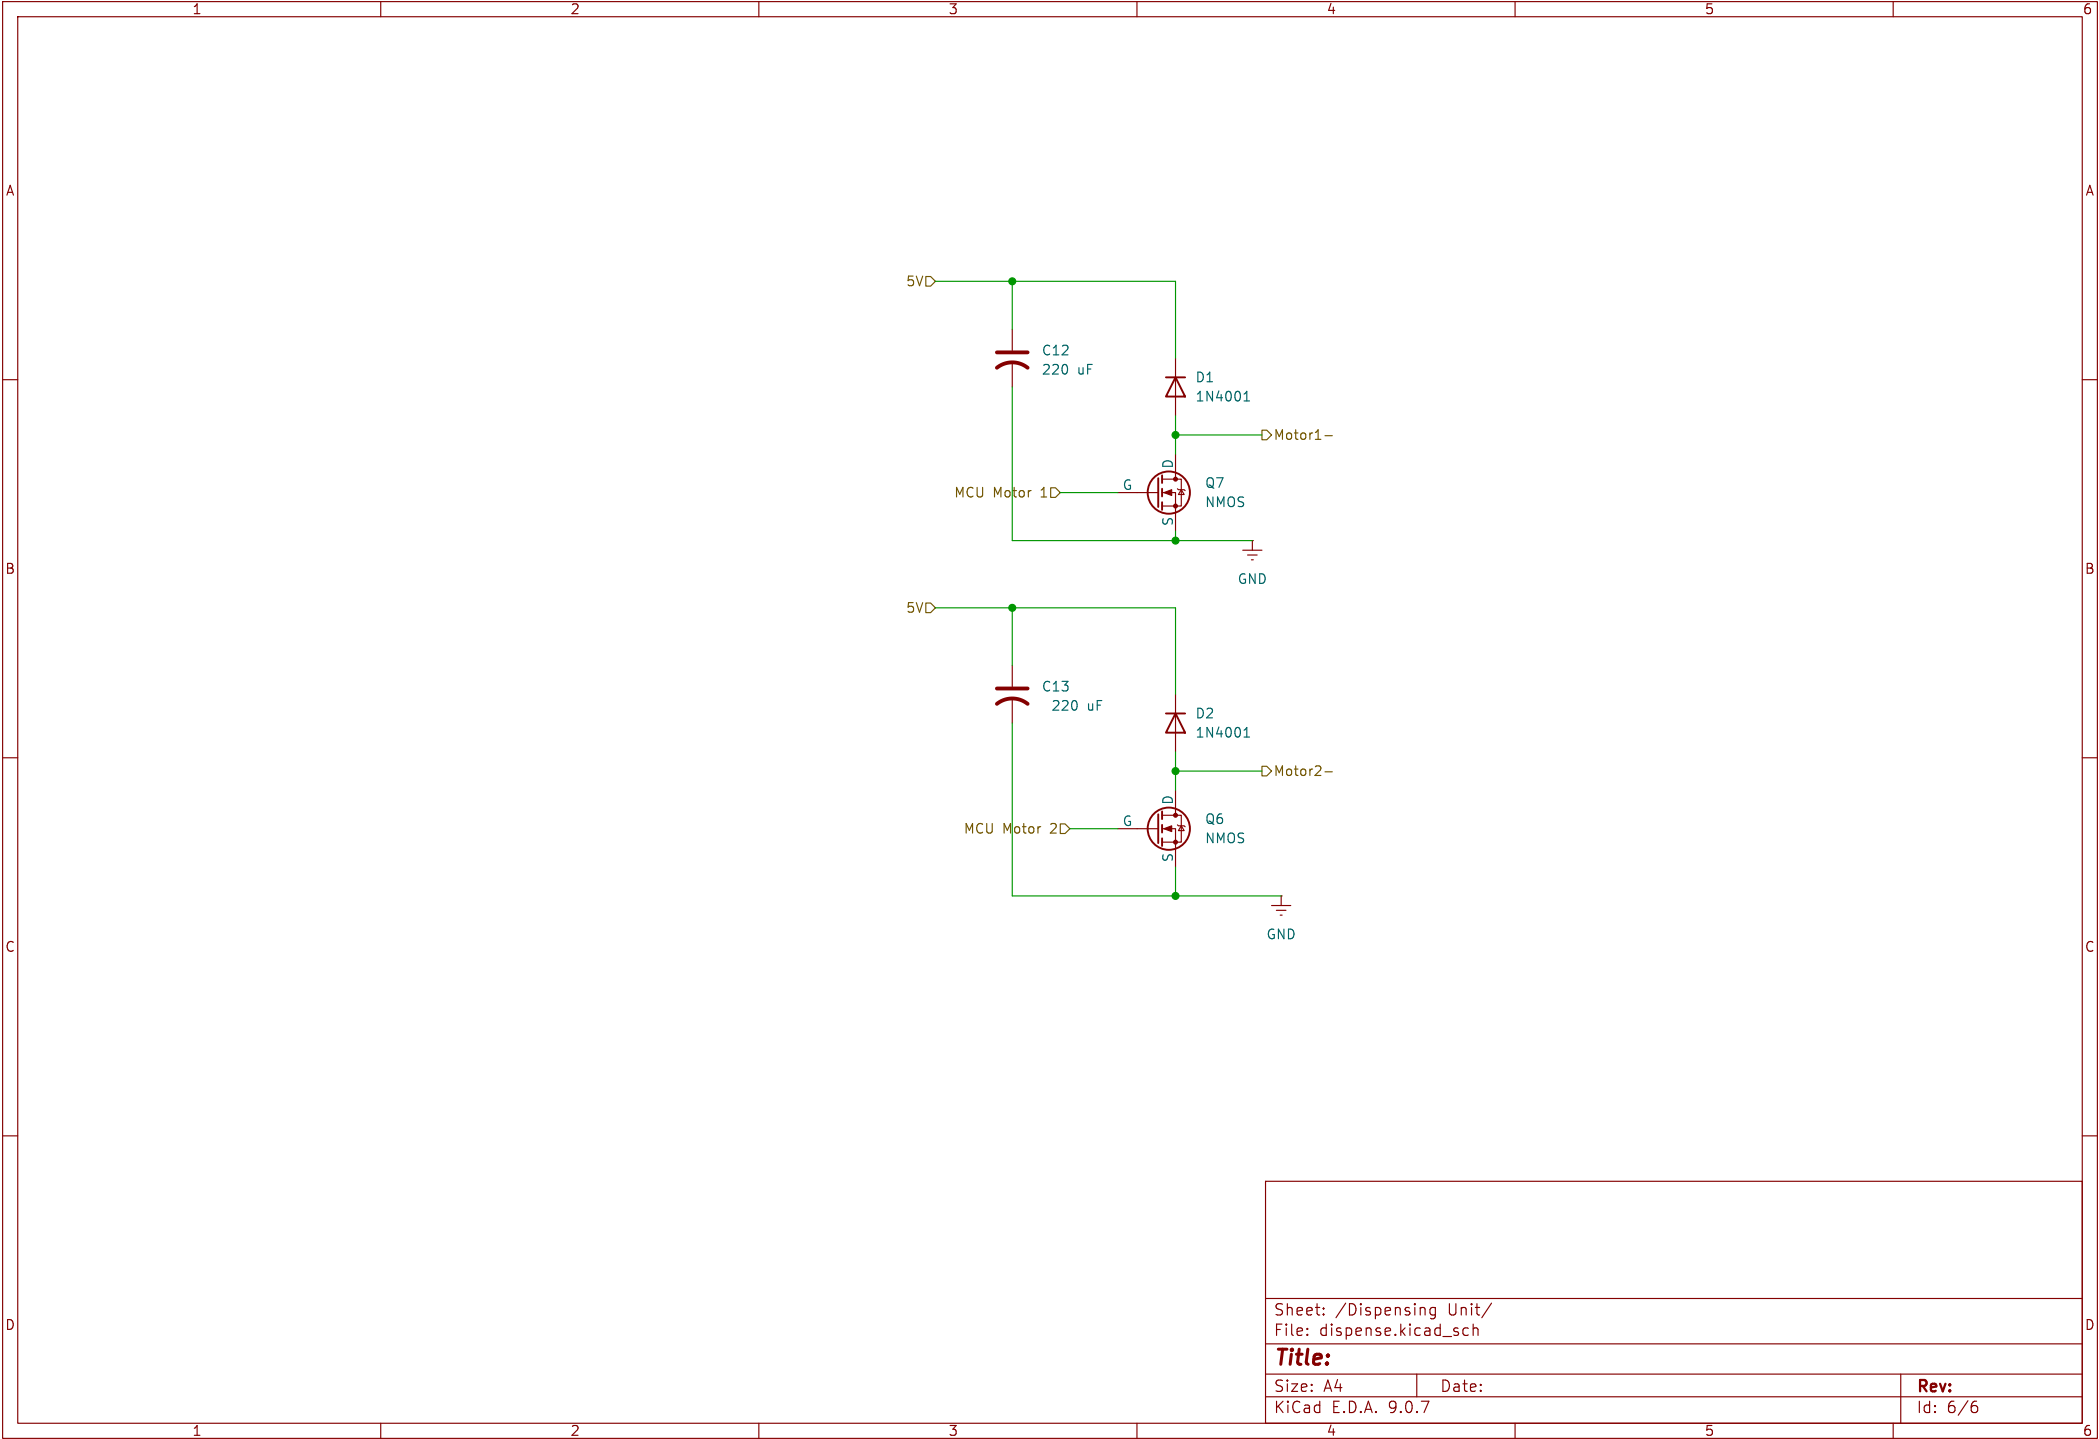 1 2 3 4 5 6
A A
5V
C12
220 uF
D1
1N4001
Motor1-
D
G
MCU Motor 1
Q7
NMOS
S
B B
GND
5V
C13
220 uF
D2
1N4001
Motor2-
D
G
MCU Motor 2
Q6
NMOS
S
GND
C C
Sheet: /Dispensing Unit/
File: dispense.kicad_sch
D D
Title:
Size: A4 Date: Rev:
KiCad E.D.A. 9.0.7 Id: 6/6
1 2 3 4 5 6